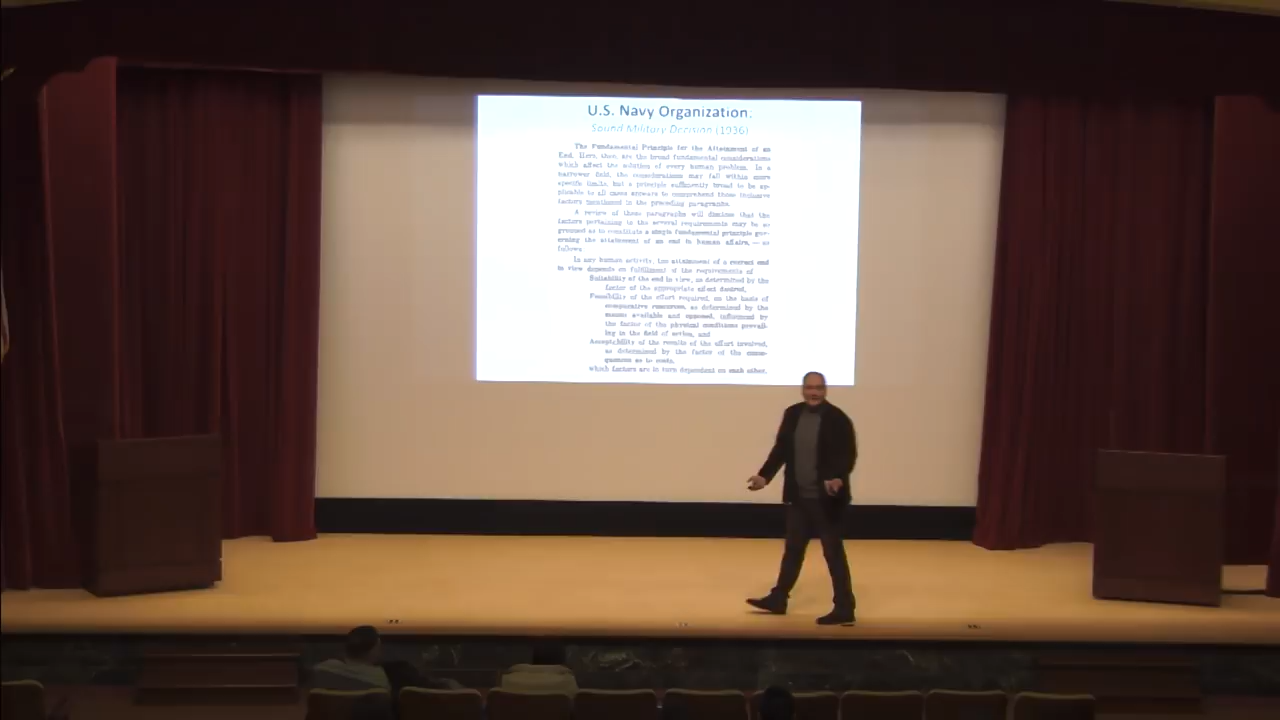 U.S. Navy Organization:
Sound Military Decision (1936)
The Fundamental Principle for the Attainment of an
End. Here, then, are the broad fundamental considerations
which affect the solution of every human problem. In a
narrower field, the considerations may fall within more
specific limits, but a principle sufficiently broad to be ap-
plicable to all cases appears to comprehend those inclusive
factors mentioned in the preceding paragraphs.
A review of these paragraphs will disclose that the
factors pertaining to the several requirements may be so
grouped as to constitute a single fundamental principle gov-
erning the attainment of an end in human affairs, — as
follows:
In any human activity, the attainment of a correct end
in view depends on fulfillment of the requirements of
Suitability of the end in view, as determined by the
factor of the appropriate effect desired,
Feasibility of the effort required, on the basis of
comparative resources, as determined by the
means available and opposed, influenced by
the factor of the physical conditions prevail-
ing in the field of action, and
Acceptability of the results of the effort involved,
as determined by the factor of the conse-
quences as to costs,
which factors are in turn dependent on each other.